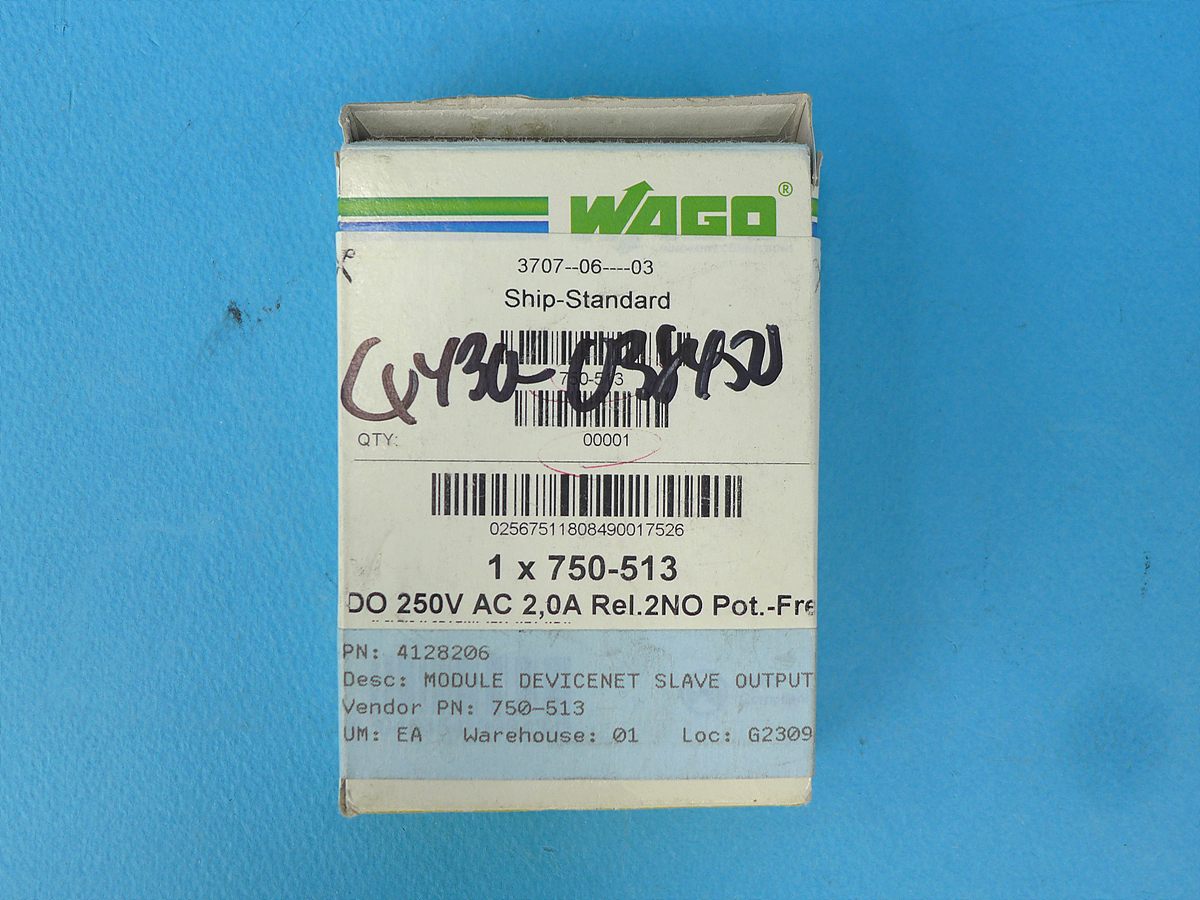 WAGO®
3707--06----03
Ship-Standard
750-513
QTY: 00001
02567511808490017526
1 x 750-513
DO 250V AC 2,0A Rel.2NO Pot.-Fre
PN: 4128206
Desc: MODULE DEVICENET SLAVE OUTPUT
Vendor PN: 750-513
UM: EA Warehouse: 01 Loc: G2309